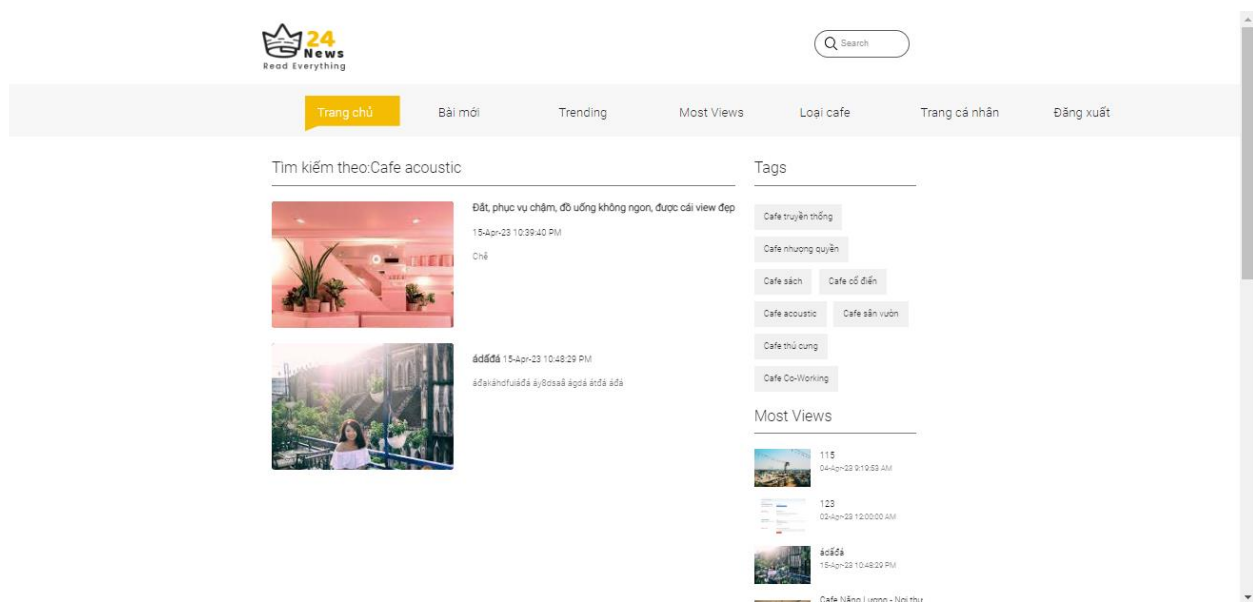 24
News
Read Everything
Search
Trang chủ
Bài mới
Trending
Most Views
Loại cafe
Trang cá nhân
Đăng xuất
Tìm kiếm theo:Cafe acoustic
Đắt, phục vụ chậm, đồ uống không ngon, được cái view đẹp
15-Apr-23 10:39:40 PM
Chê
ádấđá 15-Apr-23 10:48:29 PM
Tags
Cafe truyền thống
Cafe nhượng quyền
Cafe sách
Cafe cổ điển
Cafe acoustic
Cafe sân vườn
Cafe thú cưng
Cafe Co-Working
Most Views
115
04-Apr-23 9:19:53 AM
123
02-Apr-23 12:00:00 AM
ádấđá
15-Apr-23 10:48:29 PM
Cafe Năng Lượng - Nơi thư